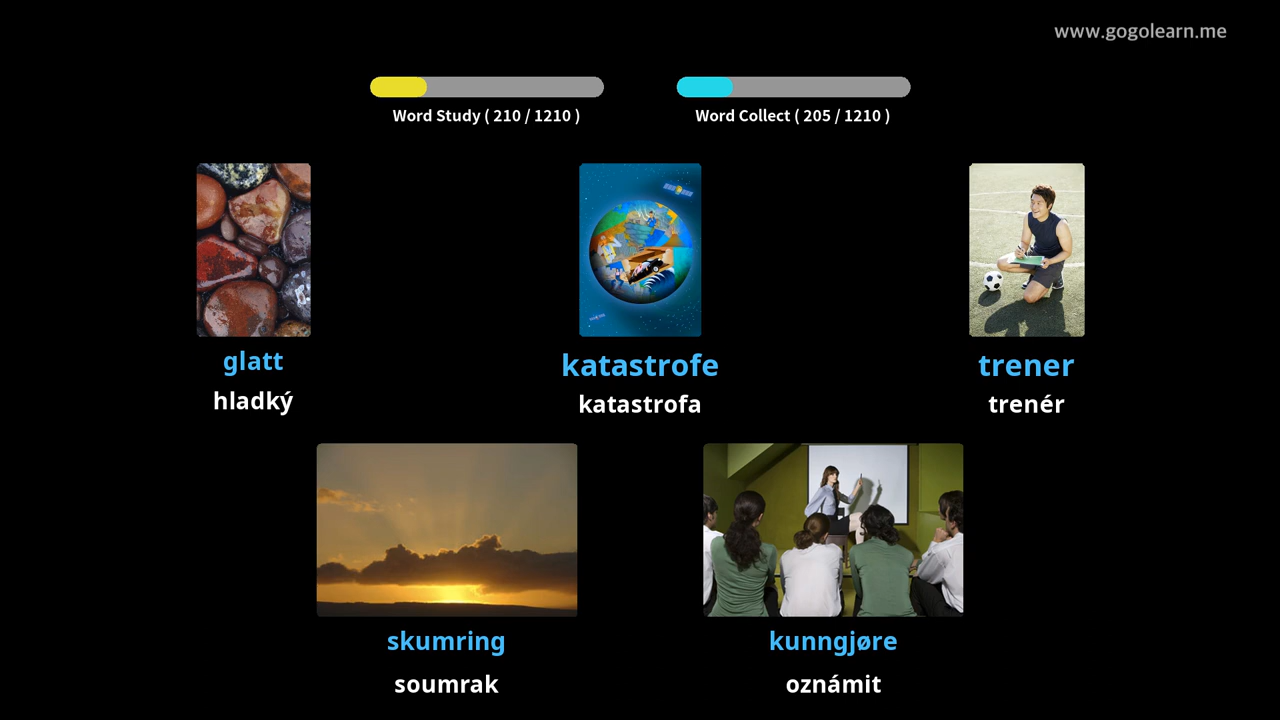 www.gogolearn.me
Word Study ( 210 / 1210 )
Word Collect ( 205 / 1210 )
glatt
hladký
katastrofe
katastrofa
trener
trenér
skumring
soumrak
kunngjøre
oznámit